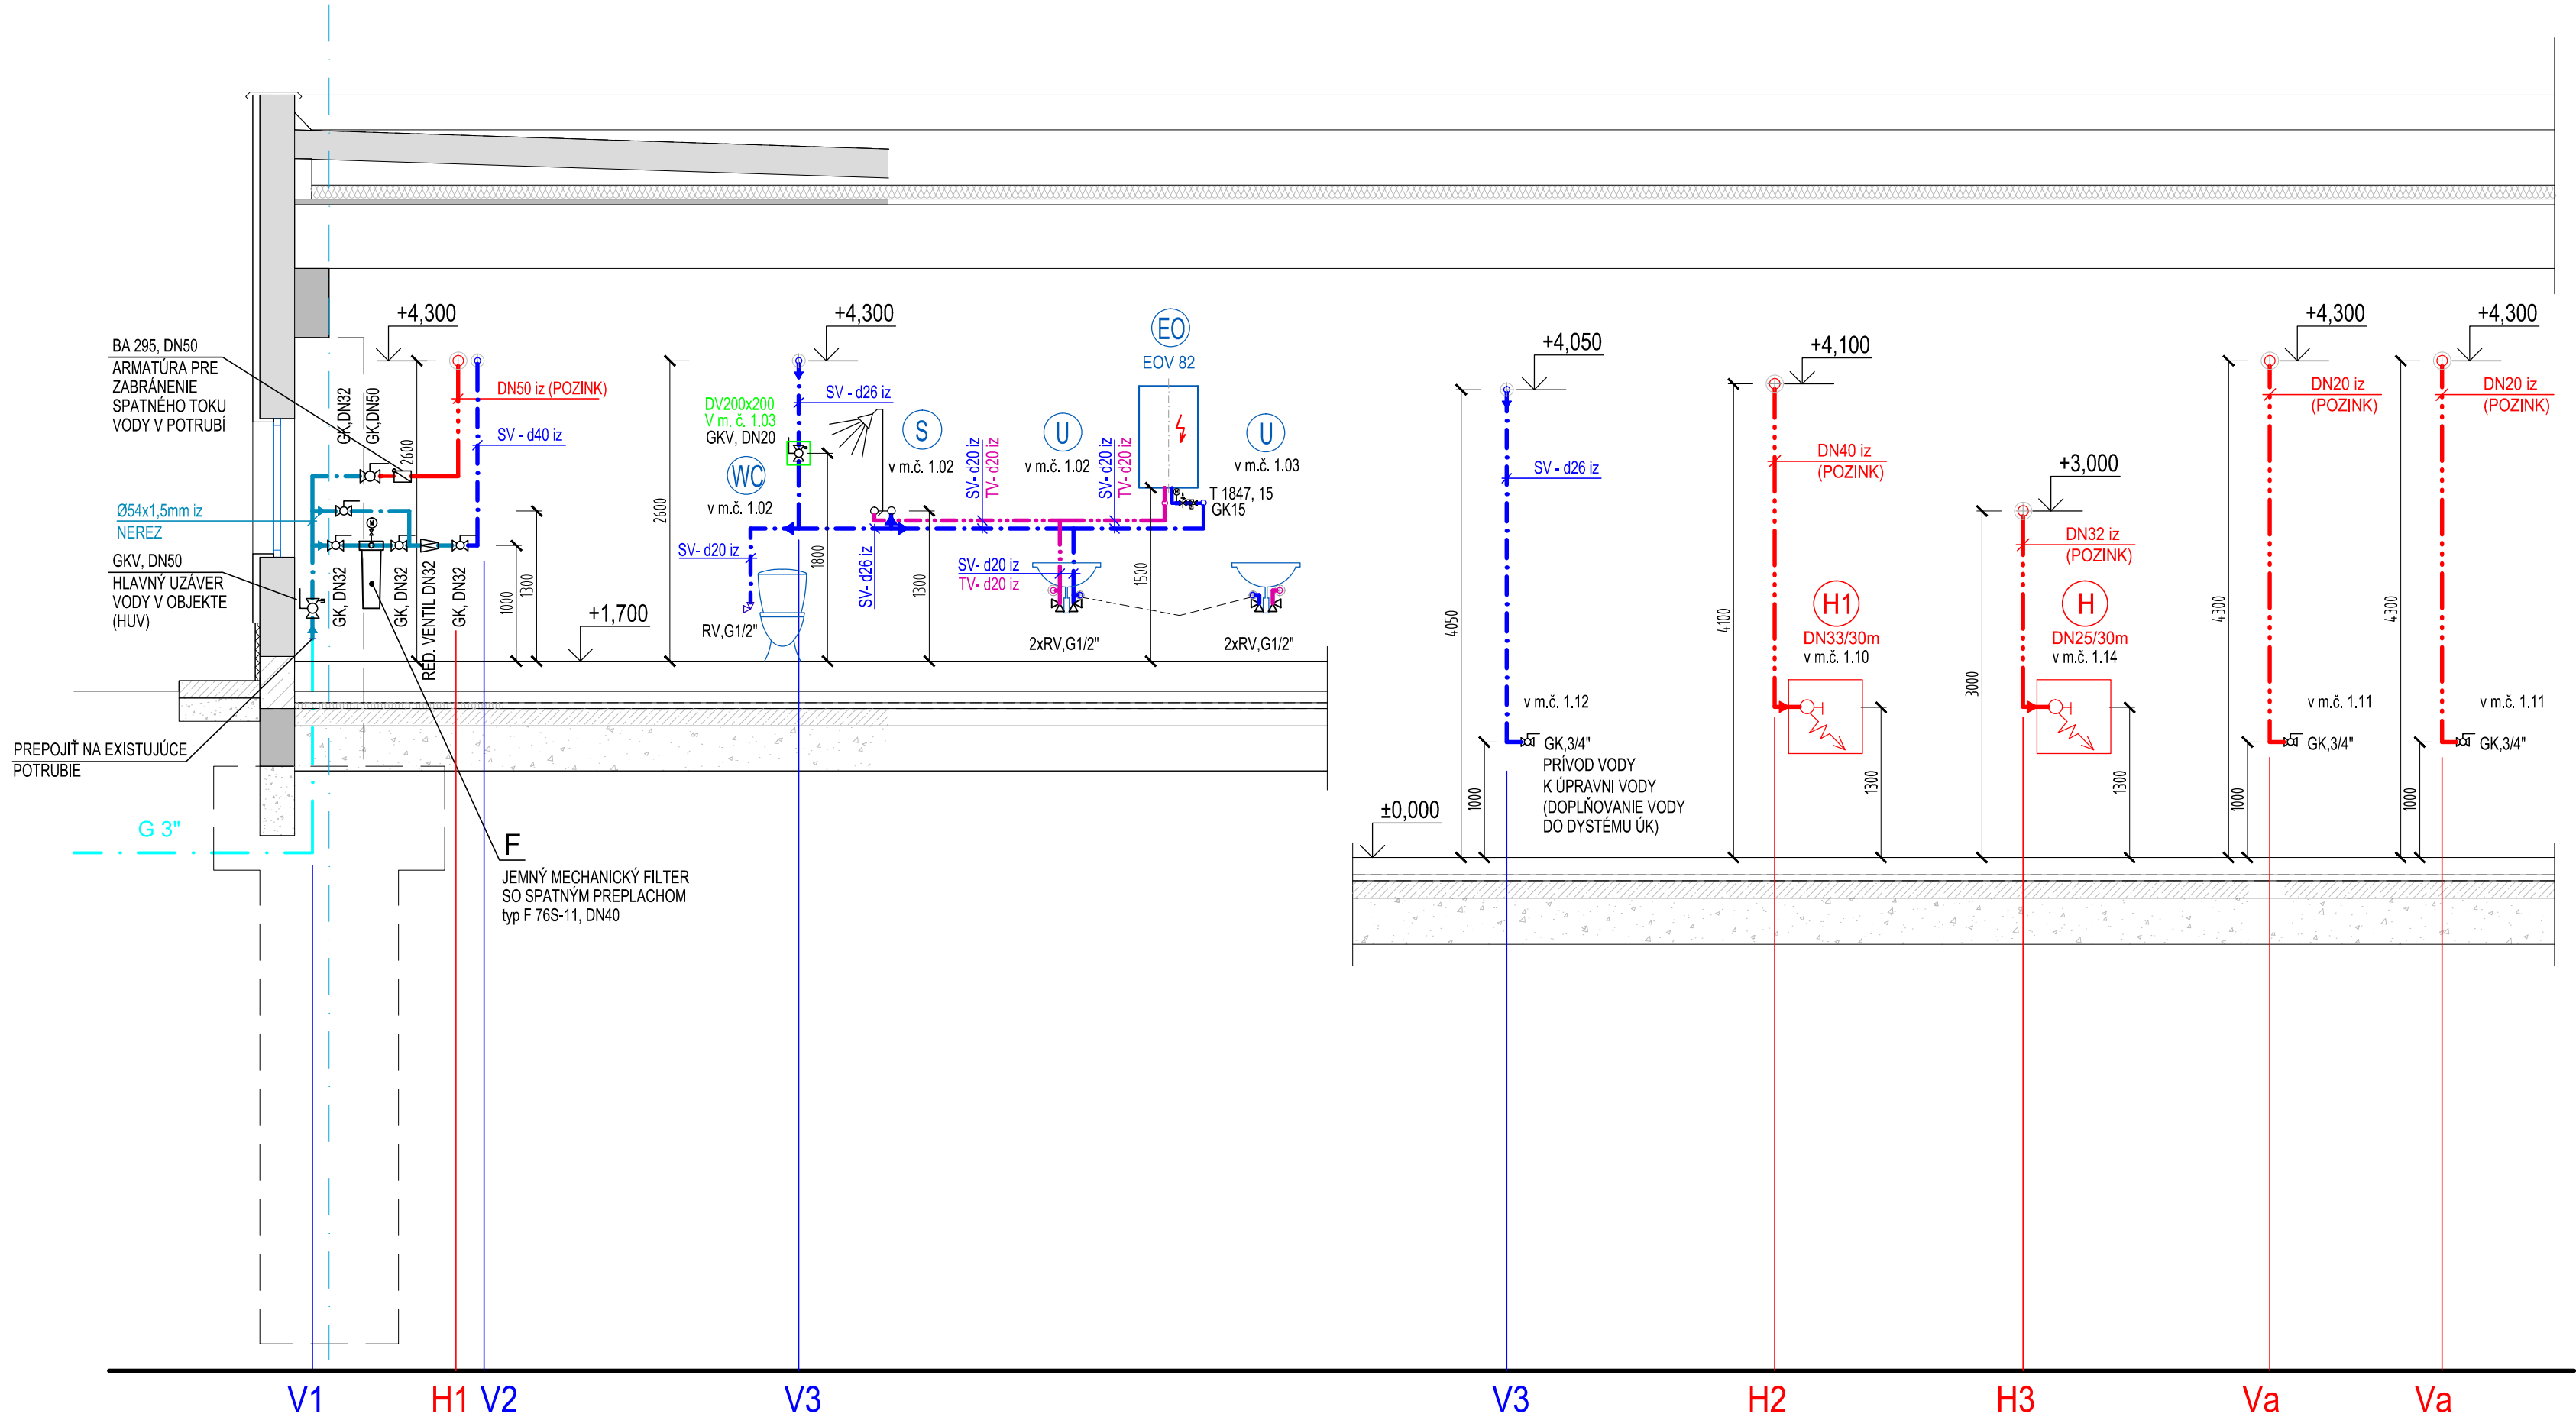 BA 295, DN50
ARMATÚRA PRE
ZABRÁNENIE
SPATNÉHO TOKU
VODY V POTRUBÍ
Ø54x1,5mm iz
NEREZ
GKV, DN50
HLAVNÝ UZÁVER
VODY V OBJEKTE
(HUV)
PREPOJIŤ NA EXISTUJÚCE
POTRUBIE
G 3"
+4,300
GK,DN32
GK,DN50
2600
DN50 iz (POZINK)
SV - d40 iz
GK, DN32
GK, DN32
RED. VENTIL DN32
GK, DN32
1000
1300
+1,700
F
JEMNÝ MECHANICKÝ FILTER
SO SPATNÝM PREPLACHOM
typ F 76S-11, DN40
2600
+4,300
SV - d26 iz
DV200x200
V m. č. 1,03
GKV, DN20
WC
v m.č. 1.02
SV- d20 iz
RV,G1/2"
1800
SV- d26 iz
S
v m.č. 1.02
1300
SV- d20 iz
TV- d20 iz
U
v m.č. 1.02
SV- d20 iz
TV- d20 iz
2xRV,G1/2"
SV- d20 iz
TV- d20 iz
EO
EOV 82
T 1847, 15
GK15
1500
U
v m.č. 1.03
2xRV,G1/2"
+4,050
SV - d26 iz
4050
v m.č. 1.12
GK,3/4"
PRÍVOD VODY
K ÚPRAVNI VODY
(DOPLŇOVANIE VODY
DO DYSTÉMU ÚK)
1000
±0,000
+4,100
DN40 iz
(POZINK)
4100
H1
DN33/30m
v m.č. 1.10
1300
+3,000
DN32 iz
(POZINK)
3000
H
DN25/30m
v m.č. 1.14
1300
+4,300
DN20 iz
(POZINK)
4300
v m.č. 1.11
GK,3/4"
1000
+4,300
DN20 iz
(POZINK)
4300
v m.č. 1.11
GK,3/4"
1000
V1
H1
V2
V3
V3
H2
H3
Va
Va